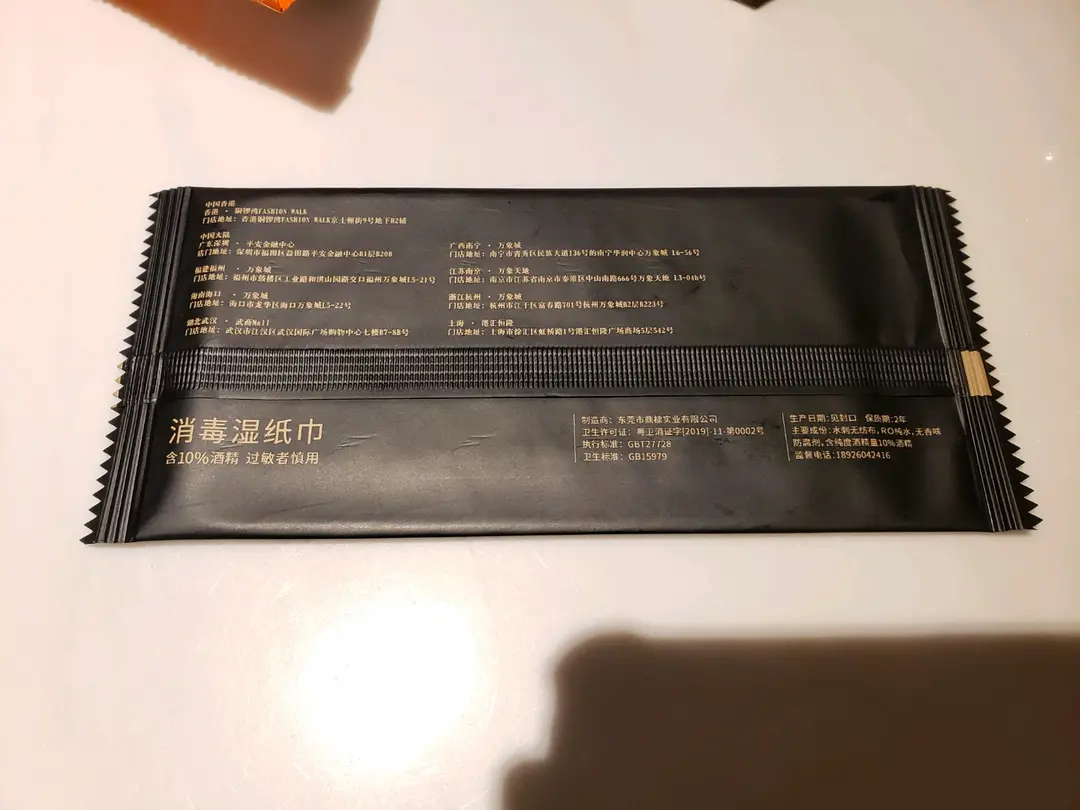 中国香港
香港 · 铜锣湾FASHION WALK
门店地址: 香港铜锣湾FASHION WALK京士顿街9号地下B2铺
中国大陆
广东深圳 · 平安金融中心
店门地址: 深圳市福田区益田路平安金融中心B1层B20B
福建福州 · 万象城
门店地址: 福州市鼓楼区工业路和洪山园路交口福州万象城L5-21号
海南海口 · 万象城
门店地址: 海口市龙华区海口万象城L5-22号
湖北武汉 · 武商Mall
门店地址: 武汉市江汉区武汉国际广场购物中心七楼B7-8B号
广西南宁 · 万象城
门店地址: 南宁市青秀区民族大道136号的南宁华润中心万象城 L6-56号
江苏南京 · 万象天地
门店地址: 南京市江苏省南京市秦淮区中山南路666号万象天地 L3-04b号
浙江杭州 · 万象城
门店地址: 杭州市江干区富春路701号杭州万象城B2层B223号
上海 · 港汇恒隆
门店地址: 上海市徐汇区虹桥路1号港汇恒隆广场商场5层542号
消毒湿纸巾
含10%酒精 过敏者慎用
制造商: 东莞市鼎棣实业有限公司
卫生许可证: 粤卫消证字[2019]-11-第0002号
执行标准: GBT27728
卫生标准: GB15979
生产日期:见封口 保质期:2年
主要成份:水刺无纺布,RO纯水,无香味
防腐剂,含纯度酒精量10%酒精
监督电话:18926042416